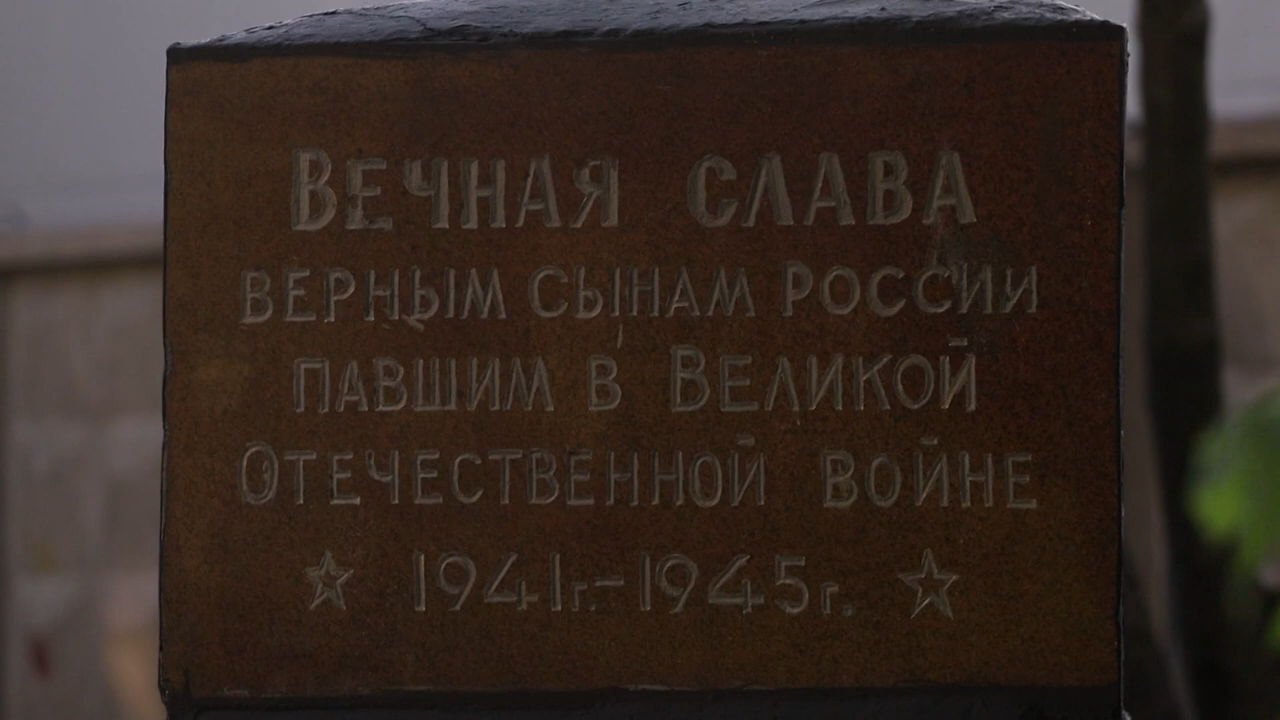 ВЕЧНАЯ СЛАВА
ВЕРНЫМ СЫНАМ РОССИИ
ПАВШИМ В ВЕЛИКОЙ
ОТЕЧЕСТВЕННОЙ ВОЙНЕ
☆ 1941г.-1945г. ☆